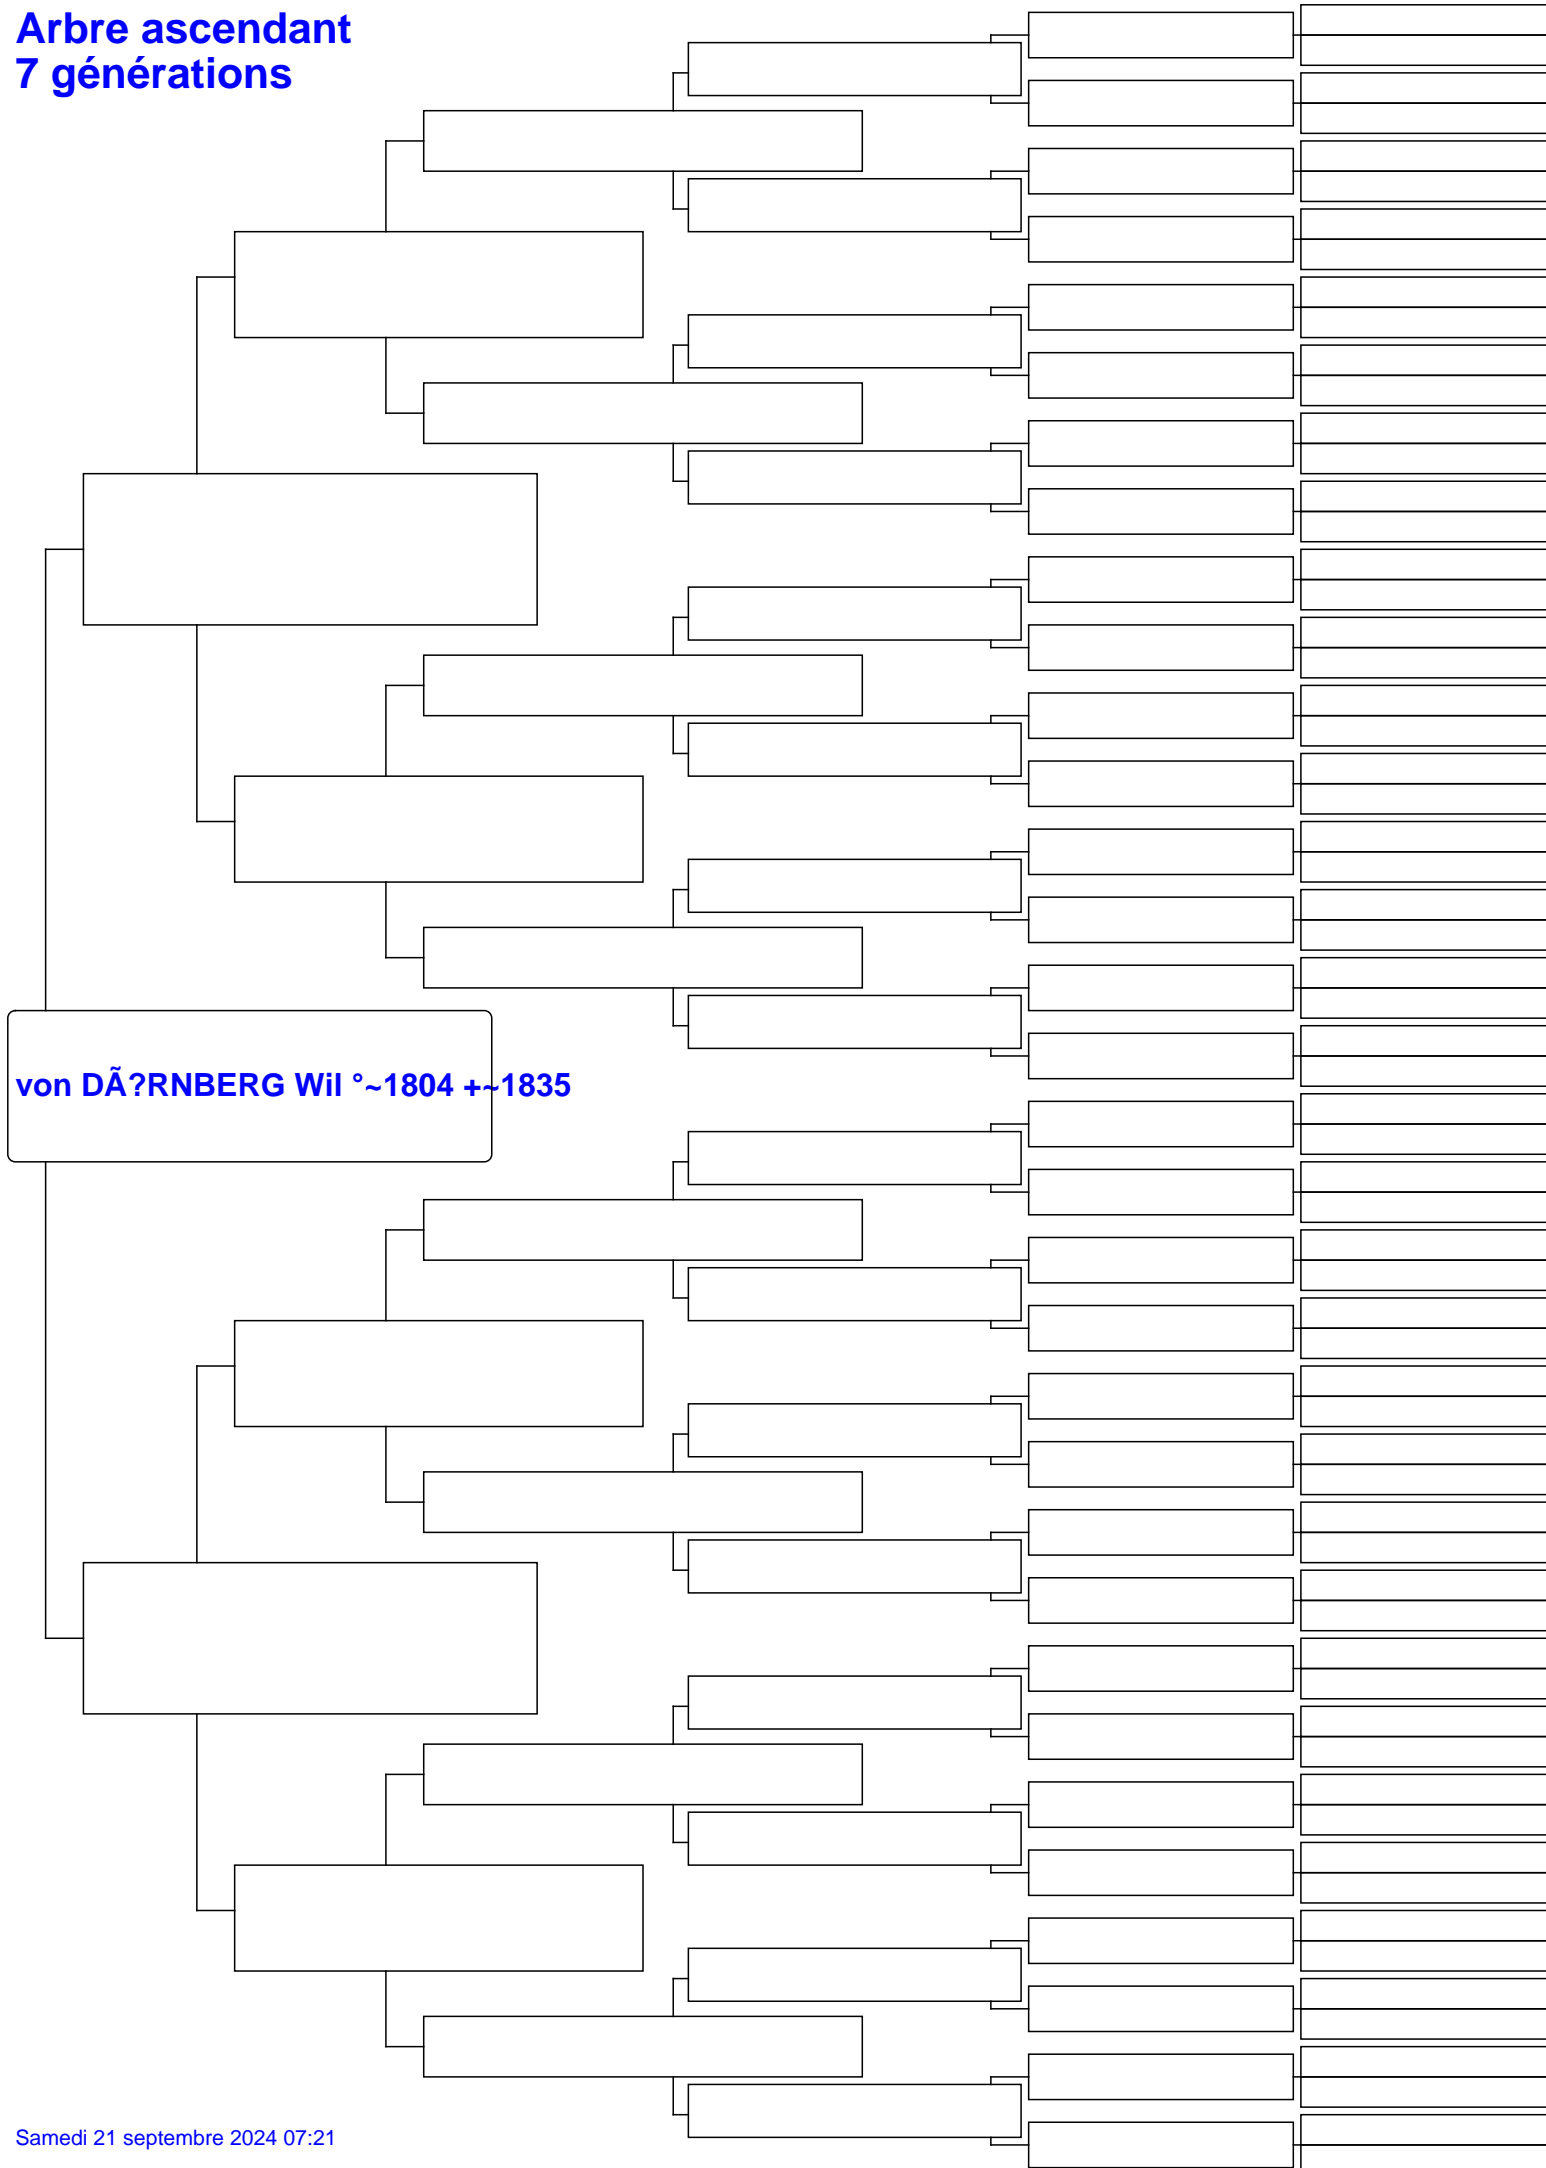 Arbre ascendant
7 générations
von DÃ?RNBERG Wil °~1804 +~1835
Samedi 21 septembre 2024 07:21